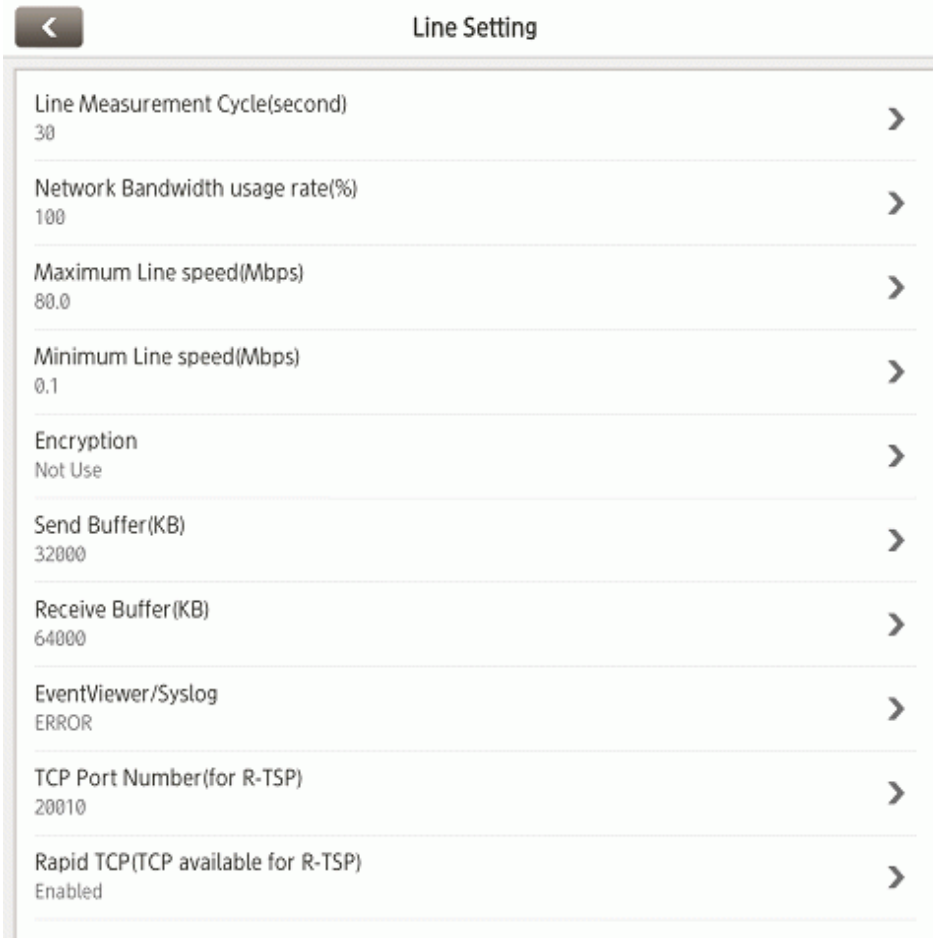 Line Setting
Line Measurement Cycle(second)
30
Network Bandwidth usage rate(%)
100
Maximum Line speed(Mbps)
80.0
Minimum Line speed(Mbps)
0.1
Encryption
Not Use
Send Buffer(KB)
32000
Receive Buffer(KB)
64000
EventViewer/Syslog
ERROR
TCP Port Number(for R-TSP)
20010
Rapid TCP(TCP available for R-TSP)
Enabled